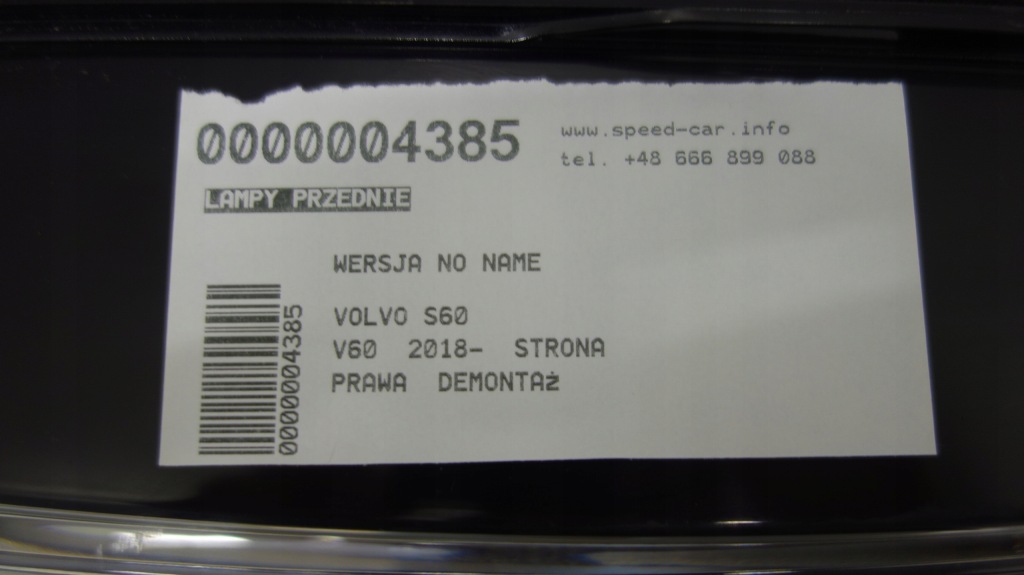 0000004385
www.speed-car.info
tel. +48 666 899 088
LAMPY PRZEDNIE
WERSJA NO NAME
VOLVO S60
V60 2018- STRONA
PRAWA DEMONTAż
0000004385